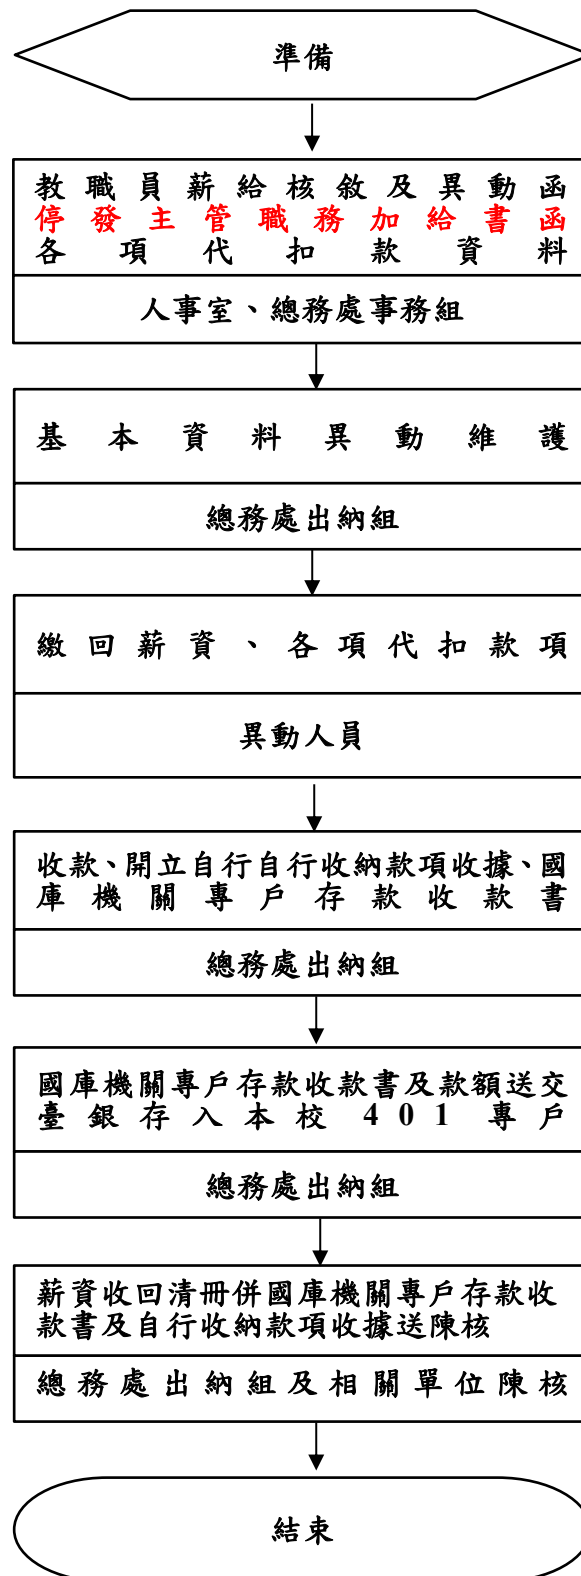 準備
教職員薪給核敘及異動函
停發主管職務加給書函
各項代扣款資料
人事室、總務處事務組
基本資料異動維護
總務處出納組
繳回薪資、各項代扣款項
異動人員
收款、開立自行自行收納款項收據、國
庫機關專戶存款收款書
總務處出納組
國庫機關專戶存款收款書及款額送交
臺銀存入本校 401 專戶
總務處出納組
薪資收回清冊併國庫機關專戶存款收
款書及自行收納款項收據送陳核
總務處出納組及相關單位陳核
結束